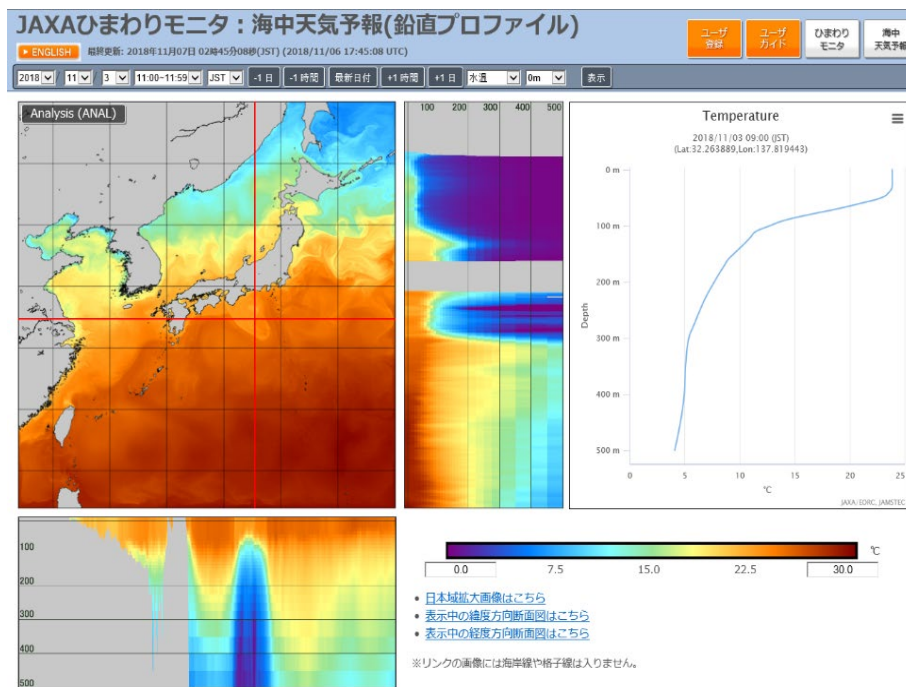 JAXAひまわりモニタ：海中天気予報(鉛直プロファイル)
ENGLISH 最終更新: 2018年11月07日 02時45分08秒(JST) (2018/11/06 17:45:08 UTC)
ユーザ
登録
ユーザ
ガイド
ひまわり
モニタ
海中
天気予報
2018 / 11 / 3 11:00-11:59 JST -1日 -1時間 最新日付 +1時間 +1日 水温 0m 表示
Analysis (ANAL)
100 200 300 400 500
Temperature
2018/11/03 09:00 (JST)
(Lat:32.263889,Lon:137.819443)
0 m
100 m
200 m
Depth
300 m
400 m
500 m
0 5 10 15 20 25
℃
JAXA/EORC, JAMSTEC
100
200
300
400
500
℃
0.0 7.5 15.0 22.5 30.0
日本域拡大画像はこちら
表示中の緯度方向断面図はこちら
表示中の経度方向断面図はこちら
※リンクの画像には海岸線や格子線は入りません。